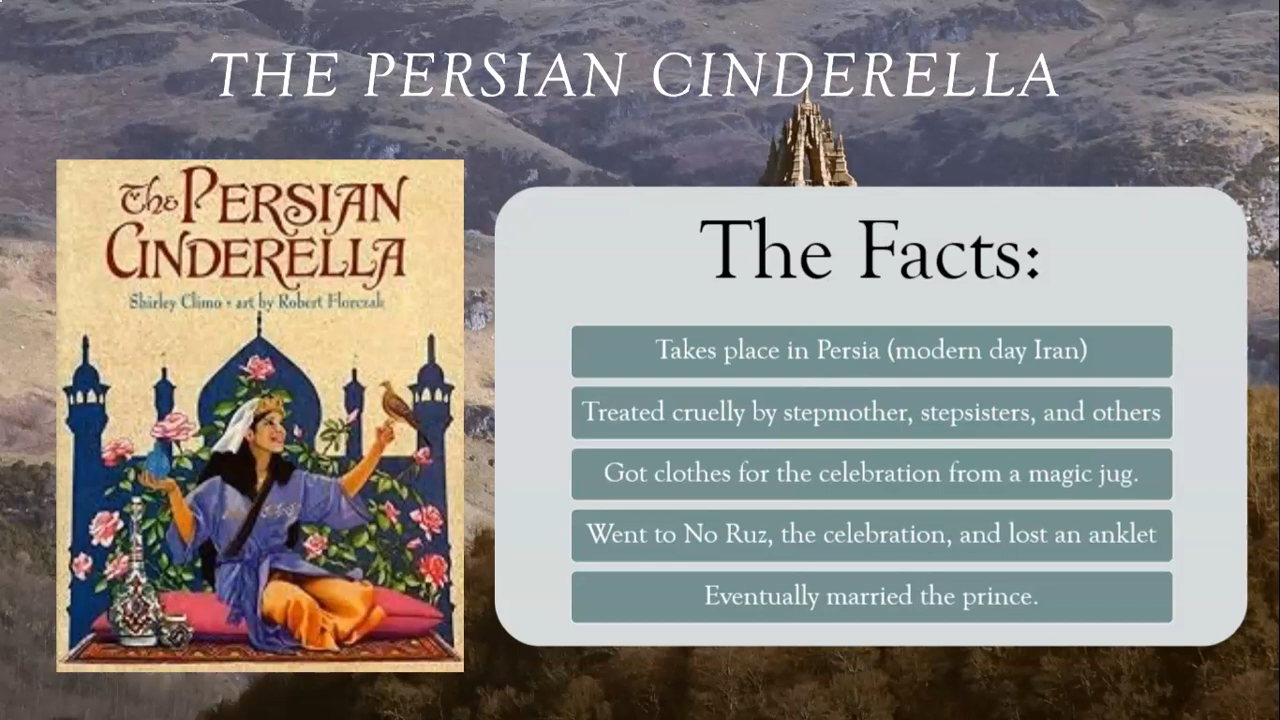 THE PERSIAN CINDERELLA
The PERSIAN
CINDERELLA
Shirley Climo • art by Robert Florczak
The Facts:
Takes place in Persia (modern day Iran)
Treated cruelly by stepmother, stepsisters, and others
Got clothes for the celebration from a magic jug.
Went to No Ruz, the celebration, and lost an anklet
Eventually married the prince.